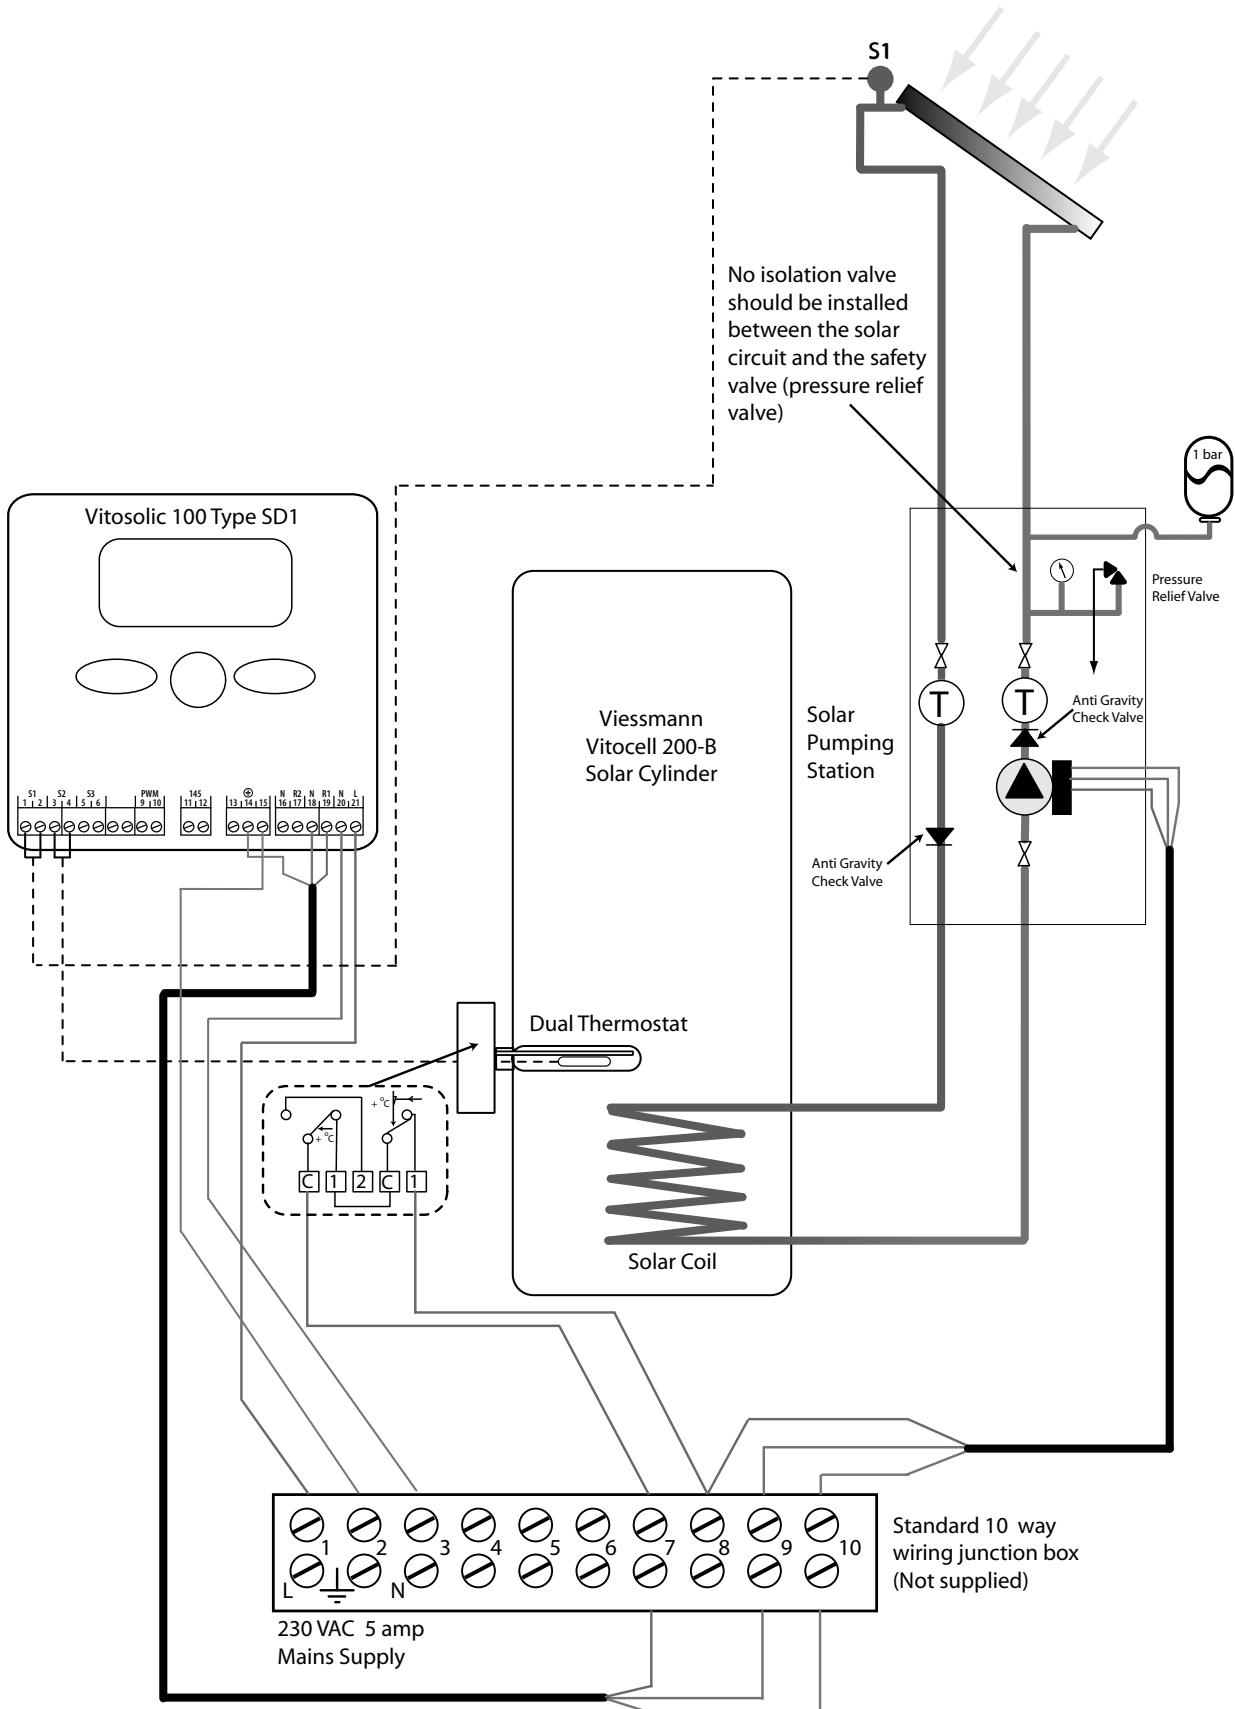 S1
No isolation valve
should be installed
between the solar
circuit and the safety
valve (pressure relief
valve)
1 bar
Vitosolic 100 Type SD1
Pressure
Relief Valve
T
T
Anti Gravity
Check Valve
Viessmann
Vitocell 200-B
Solar Cylinder
Solar
Pumping
Station
S1 S2 S3 PWM 145 N R2 N R1 N L
1 2 3 4 5 6 9 10 11 12 13 14 15 16 17 18 19 20 21
Anti Gravity
Check Valve
Dual Thermostat
+ °C
+ °C
C 1 2 C 1
Solar Coil
1 2 3 4 5 6 7 8 9 10
L N
Standard 10 way
wiring junction box
(Not supplied)
230 VAC 5 amp
Mains Supply